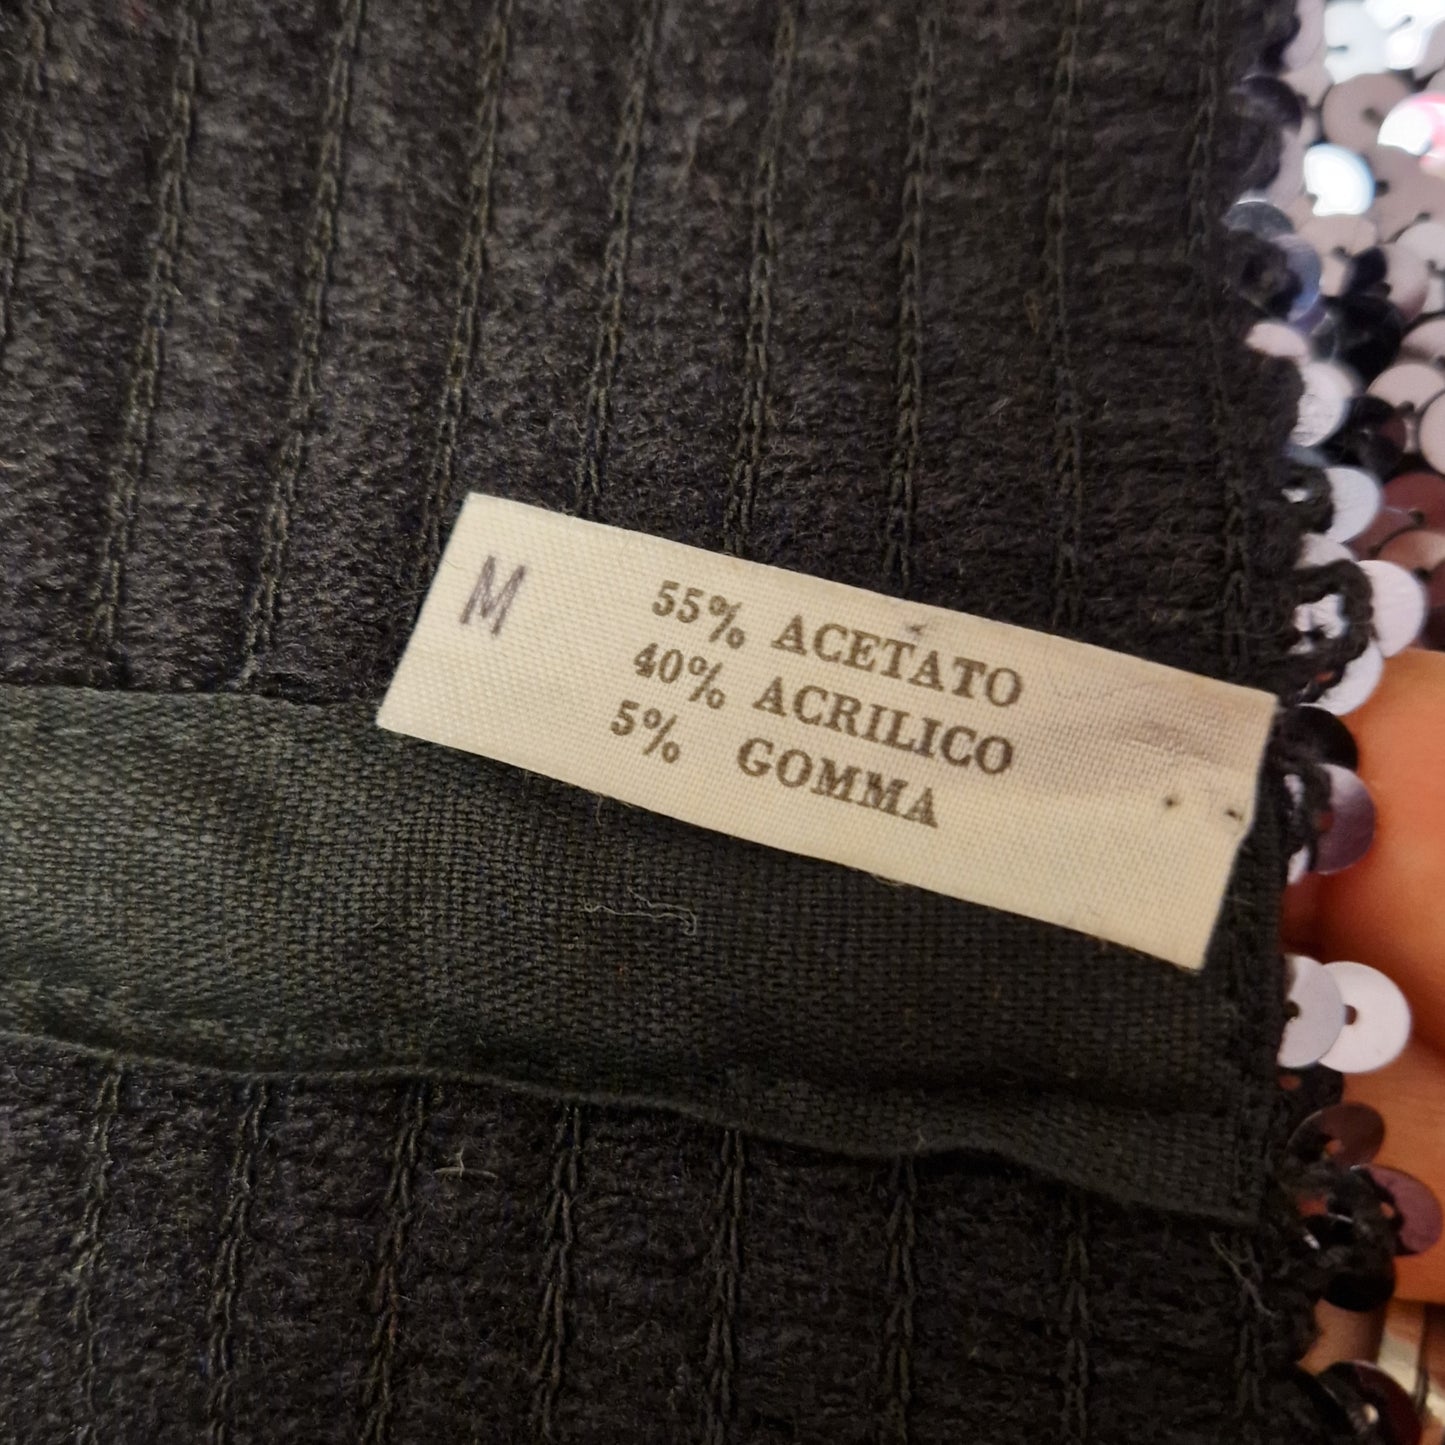 M
55% ACETATO
40% ACRILICO
5% GOMMA